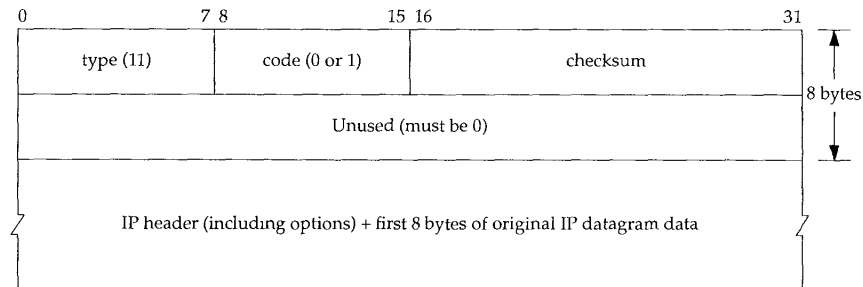 0 7 8 15 16 31
type (11) code (0 or 1) checksum
8 bytes
Unused (must be 0)
IP header (including options) + first 8 bytes of original IP datagram data